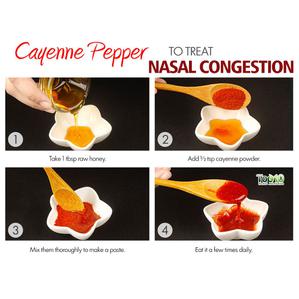 Cayenne Pepper
TO TREAT
NASAL CONGESTION
1
Take 1 tbsp raw honey.
2
Add ½ tsp cayenne powder.
3
Mix them thoroughly to make a paste.
4
Eat it a few times daily.